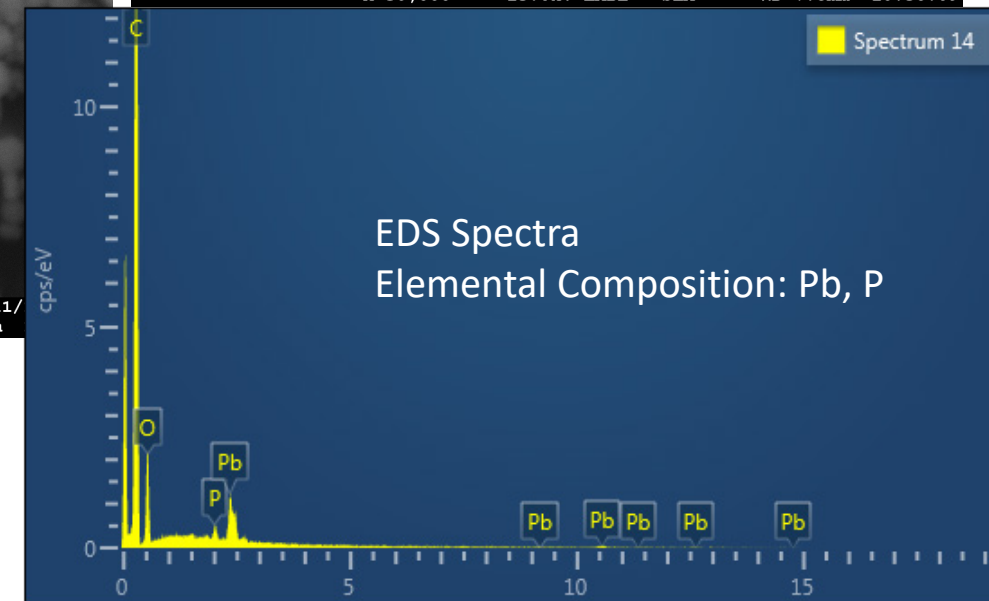 C
Spectrum 14
10
EDS Spectra
Elemental Composition: Pb, P
cps/eV
5
O
Pb
P
Pb
Pb
Pb
Pb
Pb
0
0
5
10
15